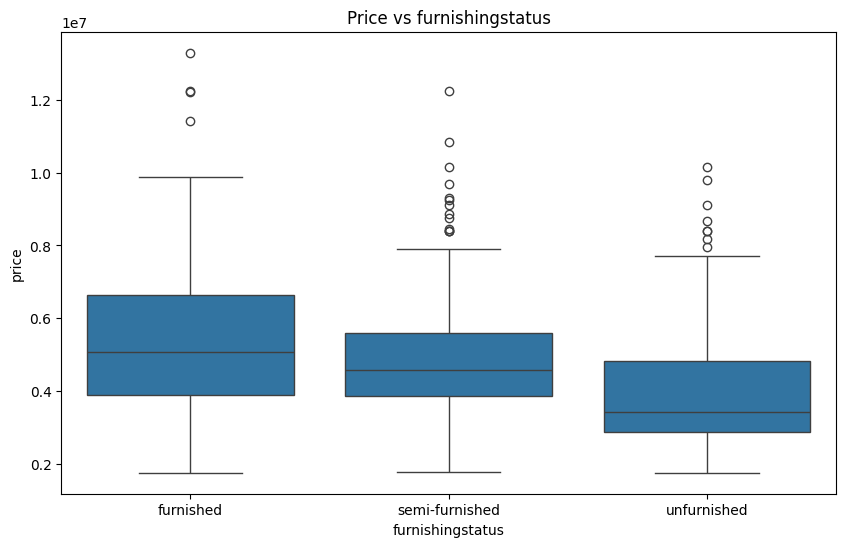 Price vs furnishingstatus
1e7
1.2
1.0
0.8
0.6
0.4
0.2
price
furnished semi-furnished unfurnished
furnishingstatus